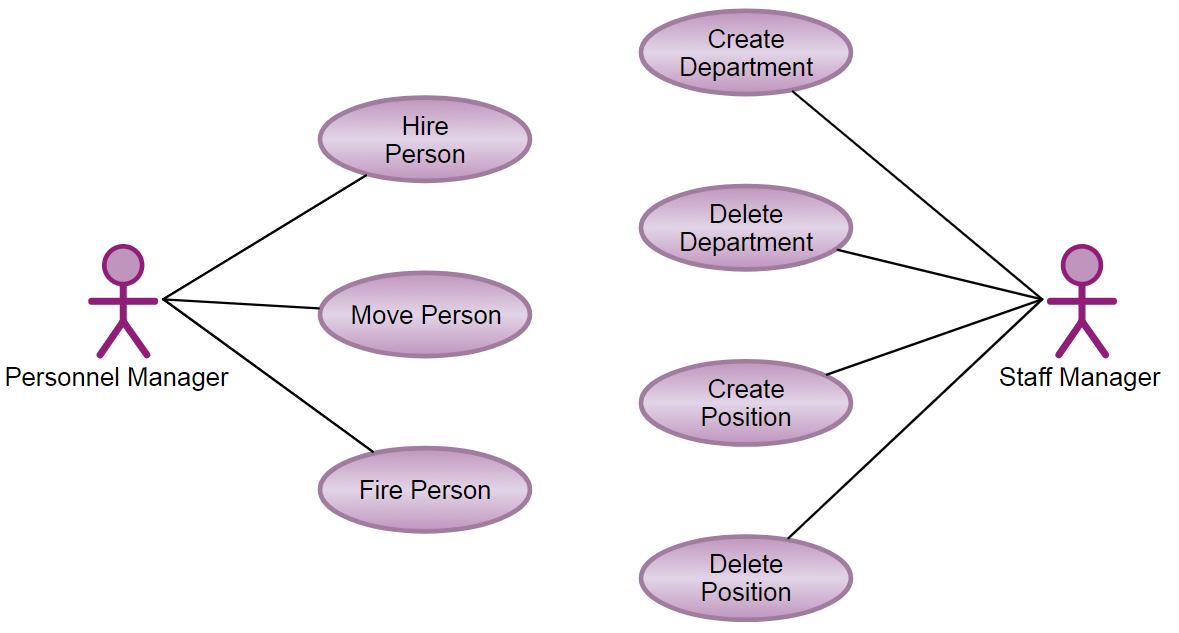 Create
Department
Hire
Person
Delete
Department
Move Person
Personnel Manager
Staff Manager
Create
Position
Fire Person
Delete
Position